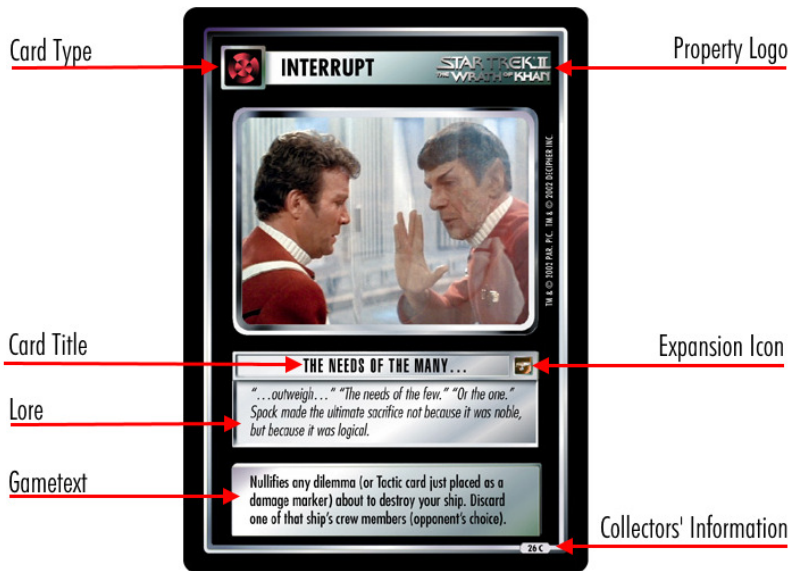 Card Type
INTERRUPT
STAR TREK II
THE WRATH OF KHAN
Property Logo
TM & © 2002 PAR. PIC. TM & © 2002 DECIPHER INC.
Card Title
THE NEEDS OF THE MANY...
Expansion Icon
Lore
"...outweigh..." "The needs of the few." "Or the one."
Spock made the ultimate sacrifice not because it was noble,
but because it was logical.
Gametext
Nullifies any dilemma (or Tactic card just placed as a
damage marker) about to destroy your ship. Discard
one of that ship's crew members (opponent's choice).
Collectors' Information
26 C